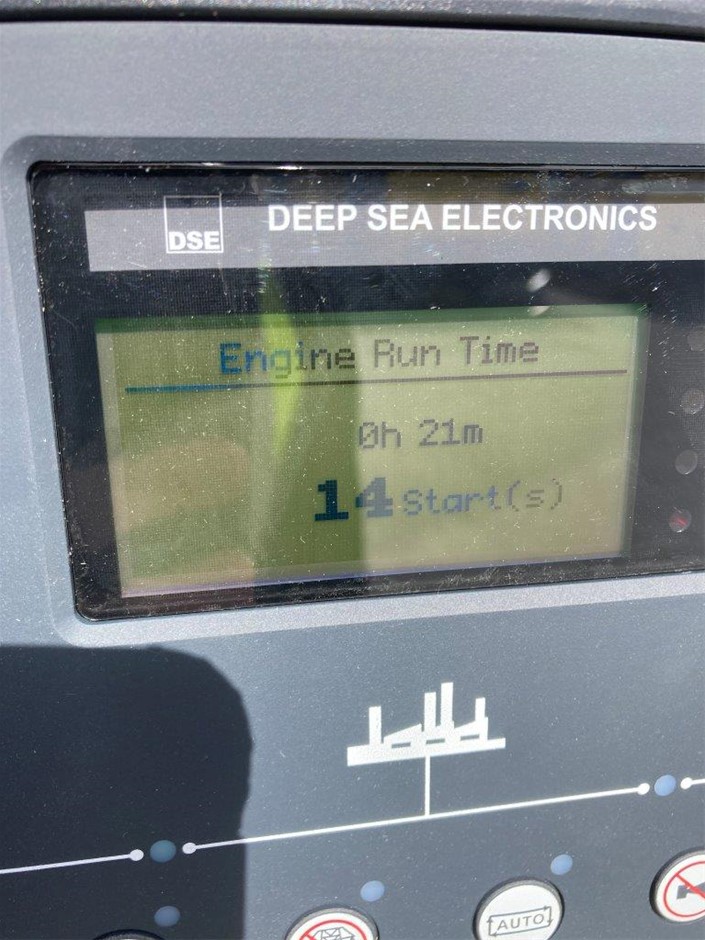 DSE
DEEP SEA ELECTRONICS
Engine Run Time
0h 21m
14 Start(s)
AUTO